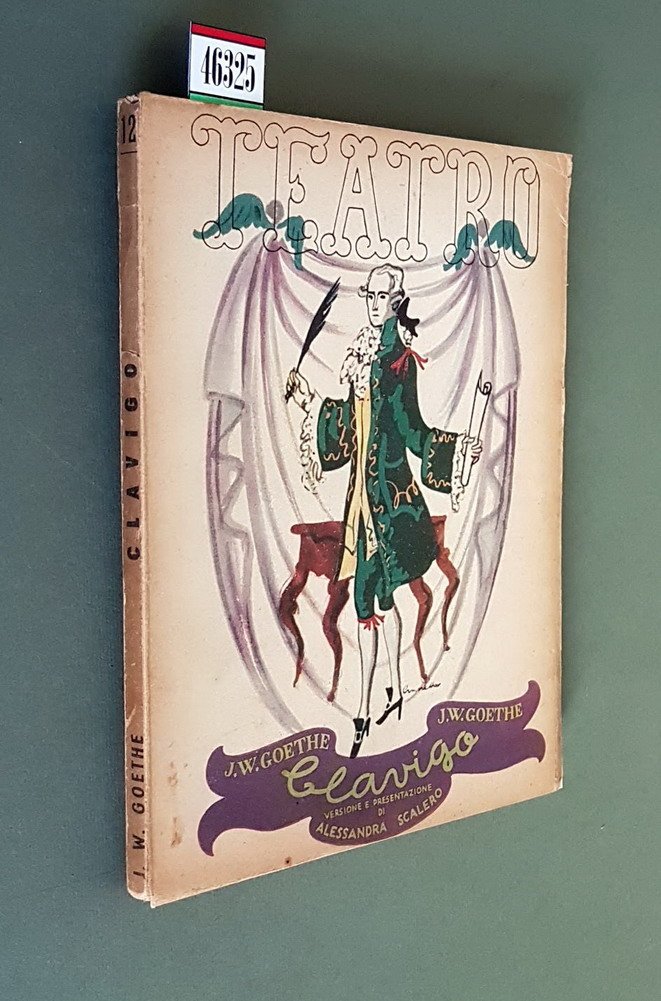 46325
TEATRO
J.W.GOETHE
J.W.GOETHE
Clavigo
VERSIONE E PRESENTAZIONE
DI
ALESSANDRA SCALERO
12
CLAVIGO
J. W. GOETHE